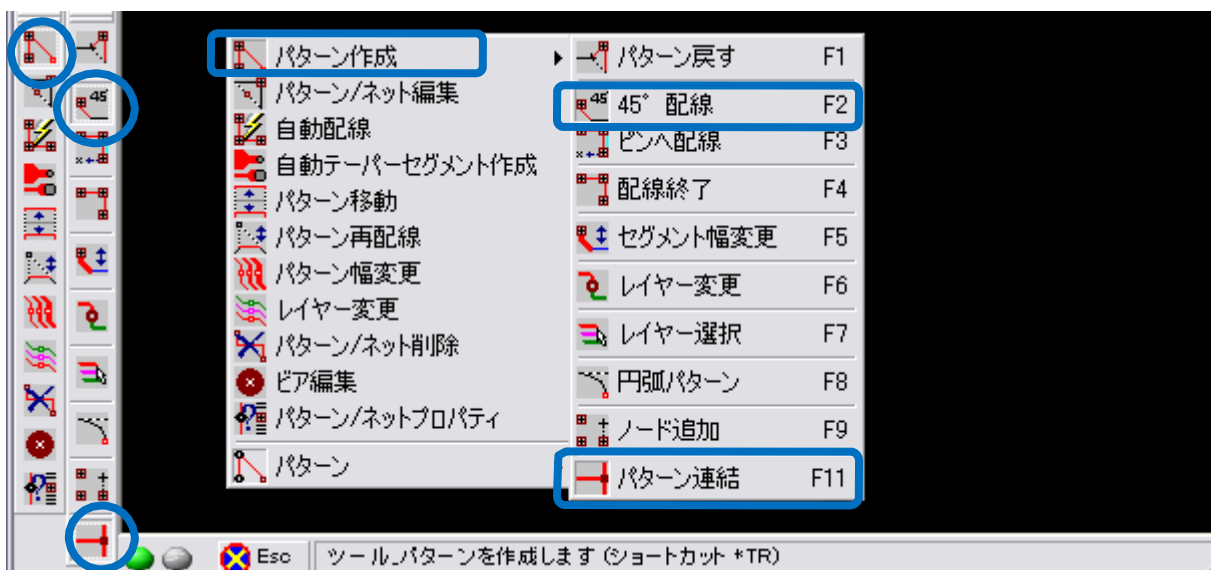 45
パターン作成
パターン/ネット編集
自動配線
自動テーパーセグメント作成
パターン移動
パターン再配線
パターン幅変更
レイヤー変更
パターン/ネット削除
ビア編集
パターン/ネットプロパティ
パターン
パターン戻す F1
45 45° 配線 F2
ピンへ配線 F3
配線終了 F4
セグメント幅変更 F5
レイヤー変更 F6
レイヤー選択 F7
円弧パターン F8
ノード追加 F9
パターン連結 F11
Esc ツール_パターンを作成します (ショートカット *TR)